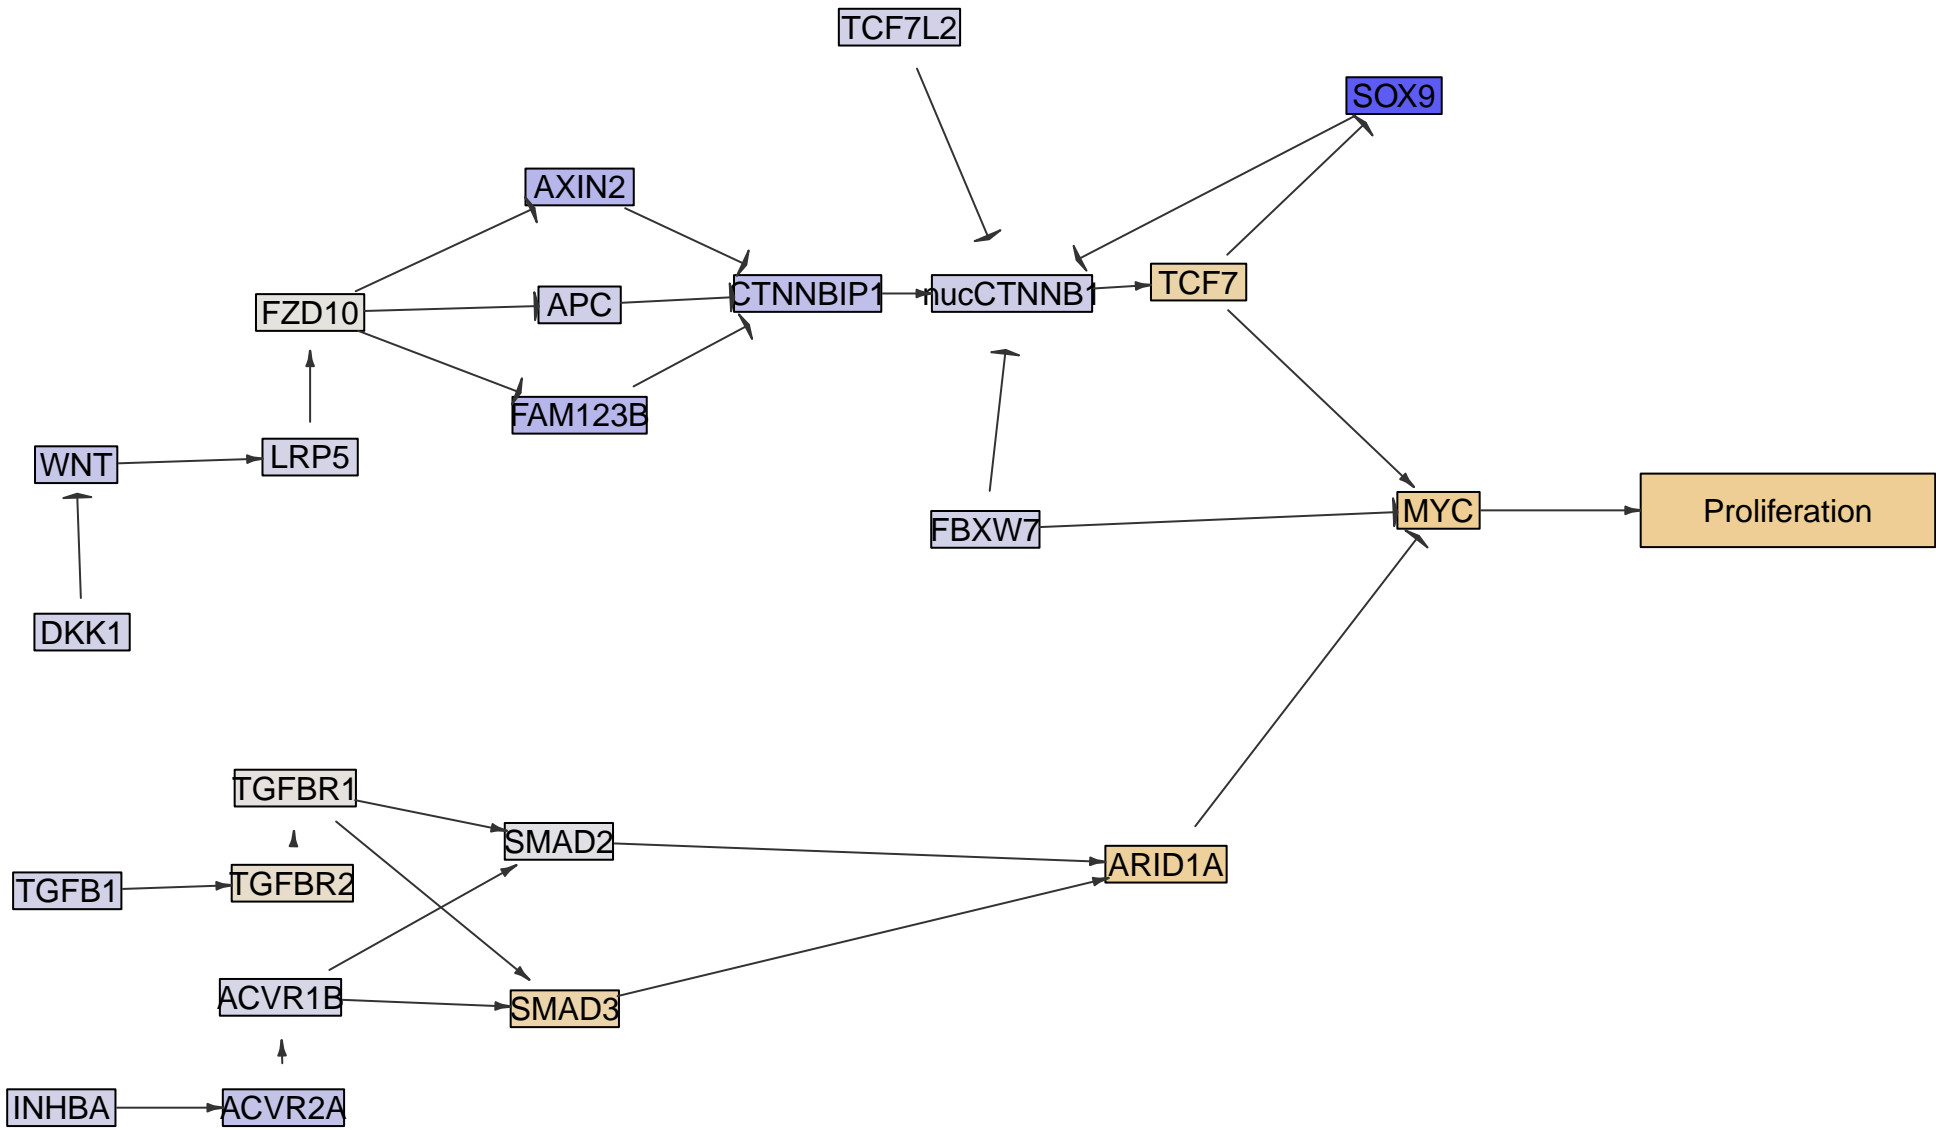 TCF7L2
SOX9
AXIN2
FZD10
APC
CTNNBIP1
nucCTNNB1
TCF7
FAM123B
WNT
LRP5
FBXW7
MYC
Proliferation
DKK1
TGFBR1
SMAD2
ARID1A
TGFB1
TGFBR2
ACVR1B
SMAD3
INHBA
ACVR2A